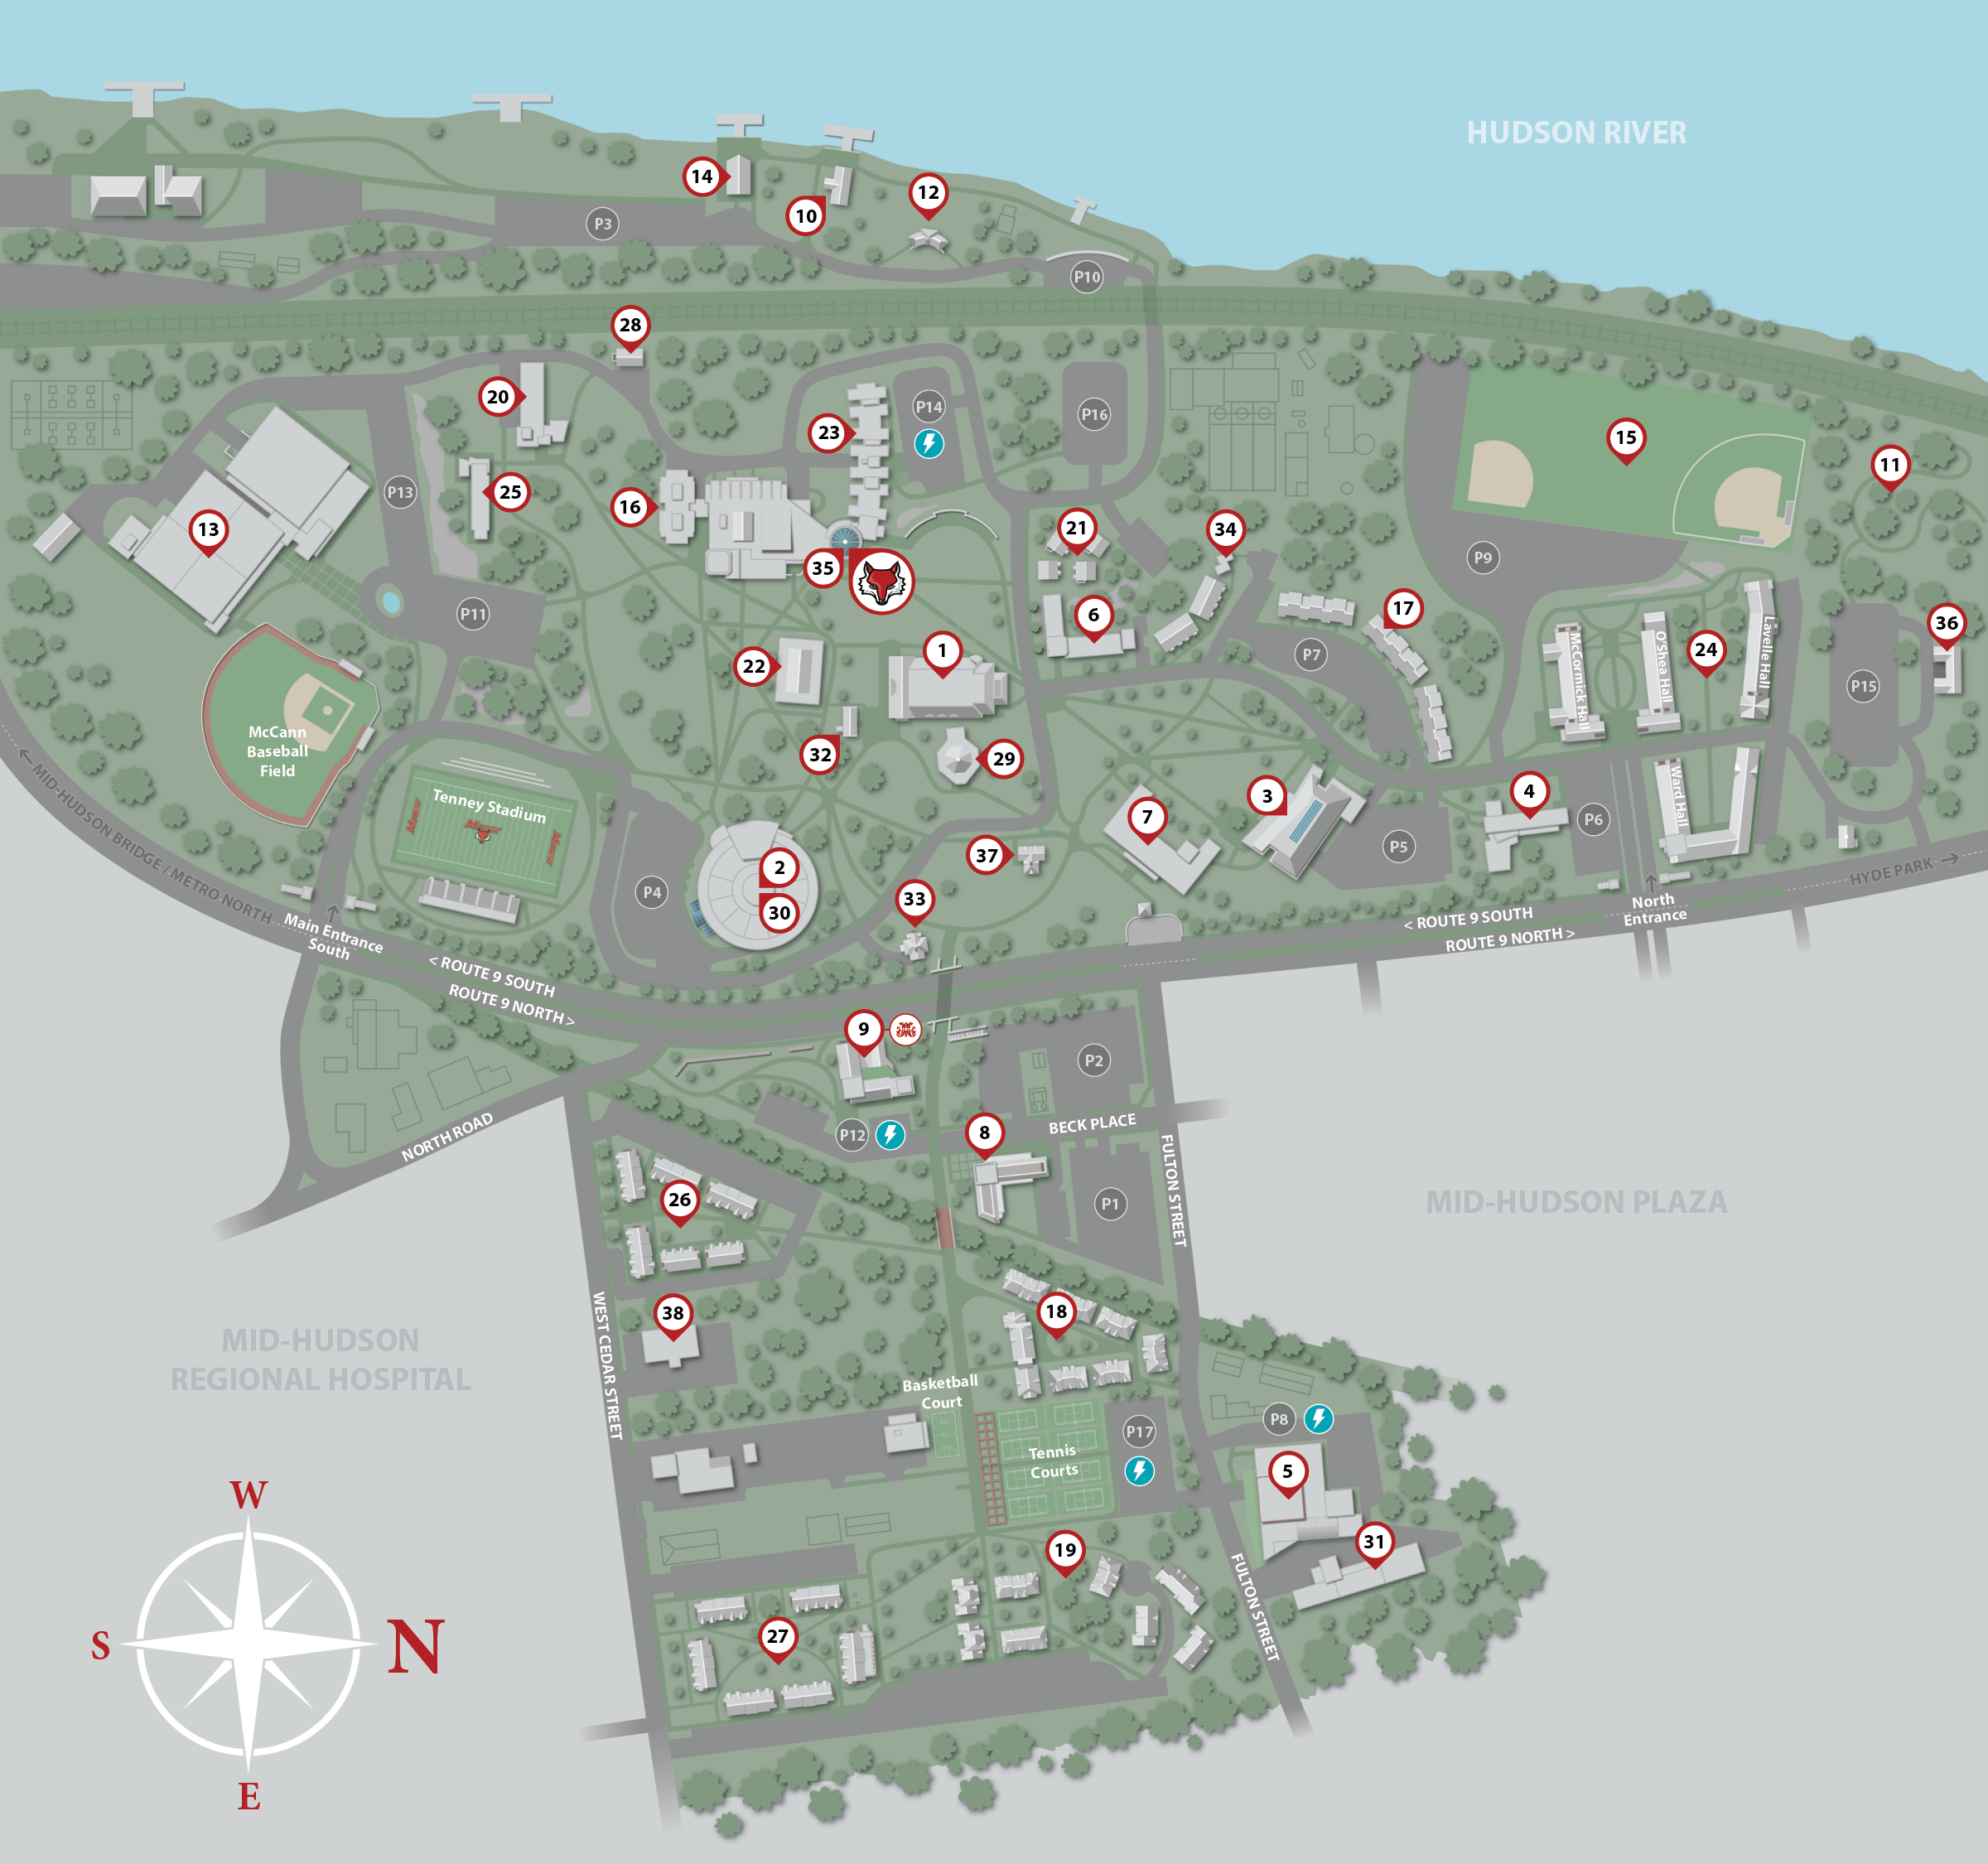 HUDSON RIVER
14
10
12
P3
P10
28
20
23
P14
P16
15
11
13
P13
25
16
35
21
34
P9
P11
6
17
36
22
1
P7
McCormick Hall
O'Shea Hall
24
Lavelle Hall
P15
McCann
Baseball
Field
32
29
Tenney Stadium
3
4
P6
Ward Hall
7
P5
37
2
30
P4
33
← MID-HUDSON BRIDGE / METRO-NORTH
Main Entrance
South
HYDE PARK →
North
Entrance
< ROUTE 9 SOUTH
ROUTE 9 NORTH >
< ROUTE 9 SOUTH
ROUTE 9 NORTH >
9
P2
NORTH ROAD
P12
8
BECK PLACE
FULTON STREET
P1
26
MID-HUDSON PLAZA
38
18
WEST CEDAR STREET
MID-HUDSON
REGIONAL HOSPITAL
Basketball
Court
P17
P8
Tennis
Courts
5
31
19
FULTON STREET
27
W
S
N
E